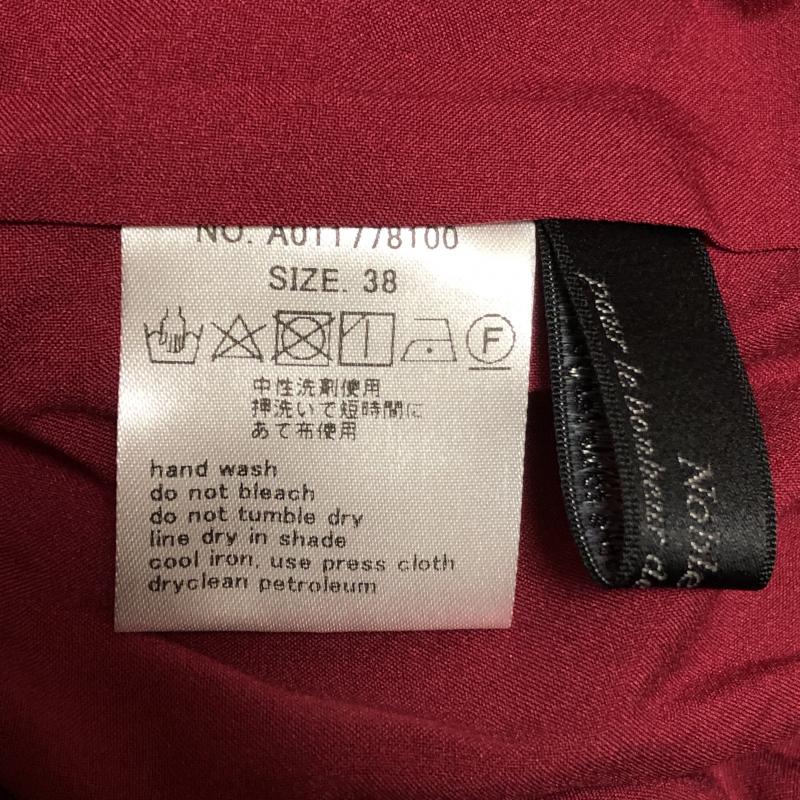 NO. A011778100
SIZE. 38
F
中性洗剤使用
押洗いで短時間に
あて布使用
hand wash
do not bleach
do not tumble dry
line dry in shade
cool iron, use press cloth
dryclean petroleum
pour le bonheur
Noble